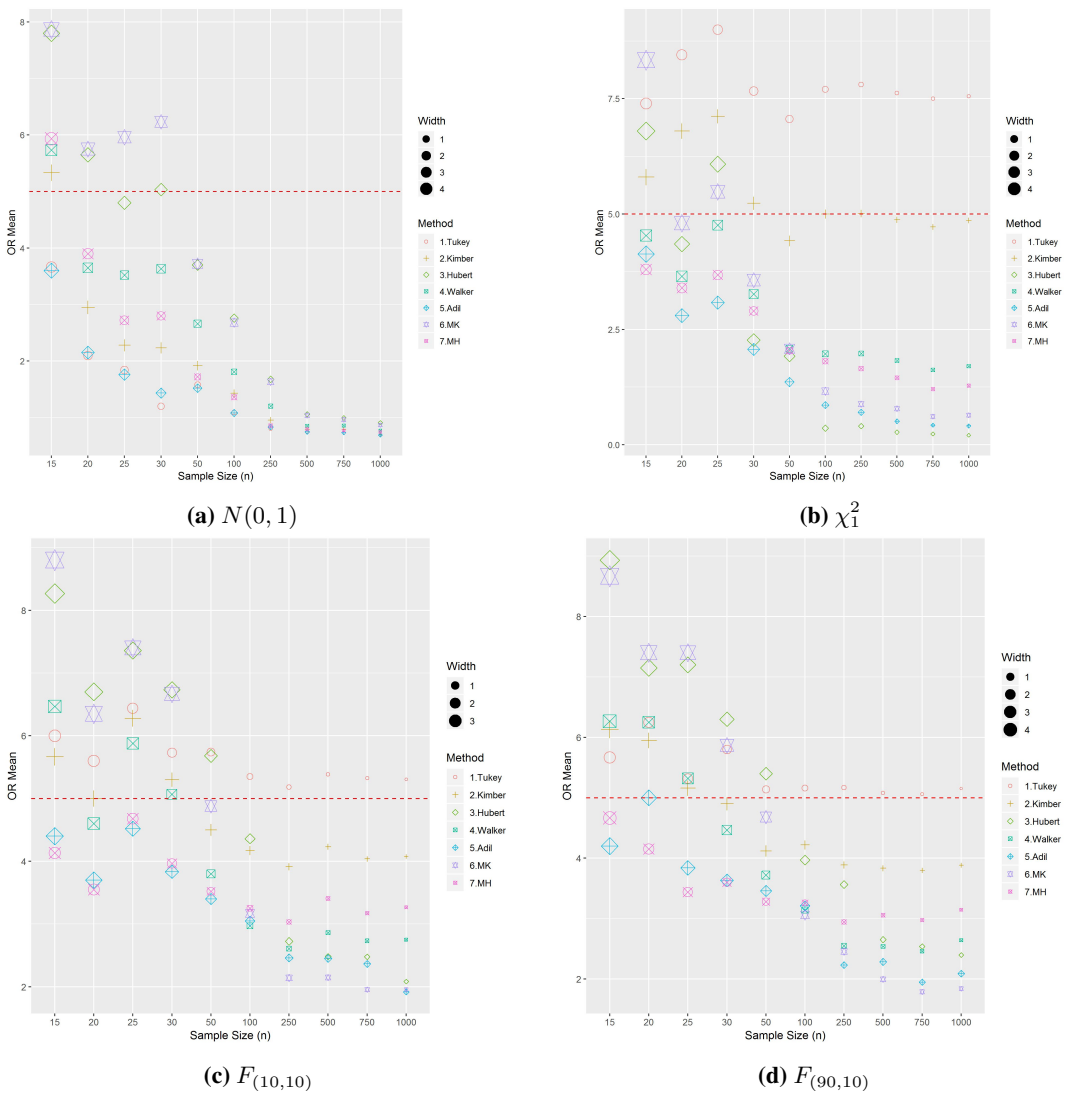 8
6
4
2
OR Mean
15 20 25 30 50 100 250 500 750 1000
Sample Size (n)
Width
1
2
3
4
Method
1.Tukey
2.Kimber
3.Hubert
4.Walker
5.Adil
6.MK
7.MH
(a) N(0, 1)
7.5
5.0
2.5
0.0
OR Mean
15 20 25 30 50 100 250 500 750 1000
Sample Size (n)
Width
1
2
3
4
Method
1.Tukey
2.Kimber
3.Hubert
4.Walker
5.Adil
6.MK
7.MH
(b) χ²₁
8
6
4
2
OR Mean
15 20 25 30 50 100 250 500 750 1000
Sample Size (n)
Width
1
2
3
Method
1.Tukey
2.Kimber
3.Hubert
4.Walker
5.Adil
6.MK
7.MH
(c) F(10,10)
8
6
4
2
OR Mean
15 20 25 30 50 100 250 500 750 1000
Sample Size (n)
Width
1
2
3
4
Method
1.Tukey
2.Kimber
3.Hubert
4.Walker
5.Adil
6.MK
7.MH
(d) F(90,10)